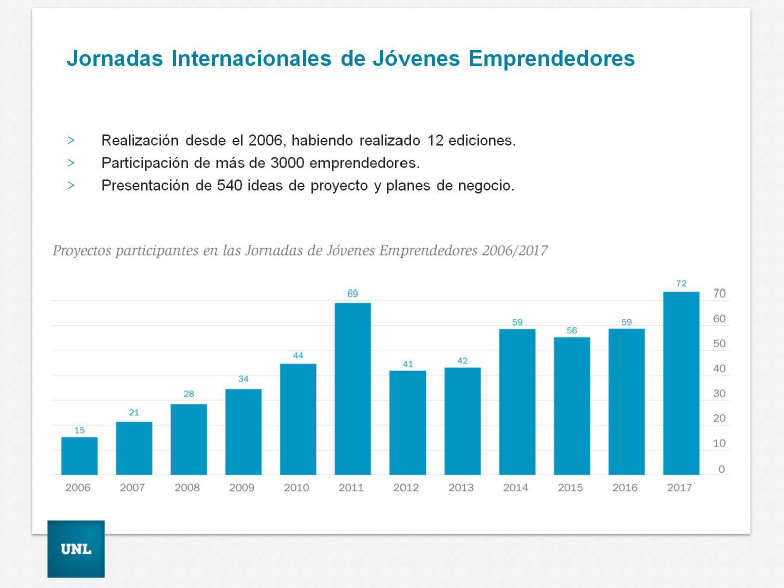 Jornadas Internacionales de Jóvenes Emprendedores
> Realización desde el 2006, habiendo realizado 12 ediciones.
> Participación de más de 3000 emprendedores.
> Presentación de 540 ideas de proyecto y planes de negocio.
Proyectos participantes en las Jornadas de Jóvenes Emprendedores 2006/2017
15 21 28 34 44 69 41 42 59 56 59 72
70
60
50
40
30
20
10
0
2006 2007 2008 2009 2010 2011 2012 2013 2014 2015 2016 2017
UNL